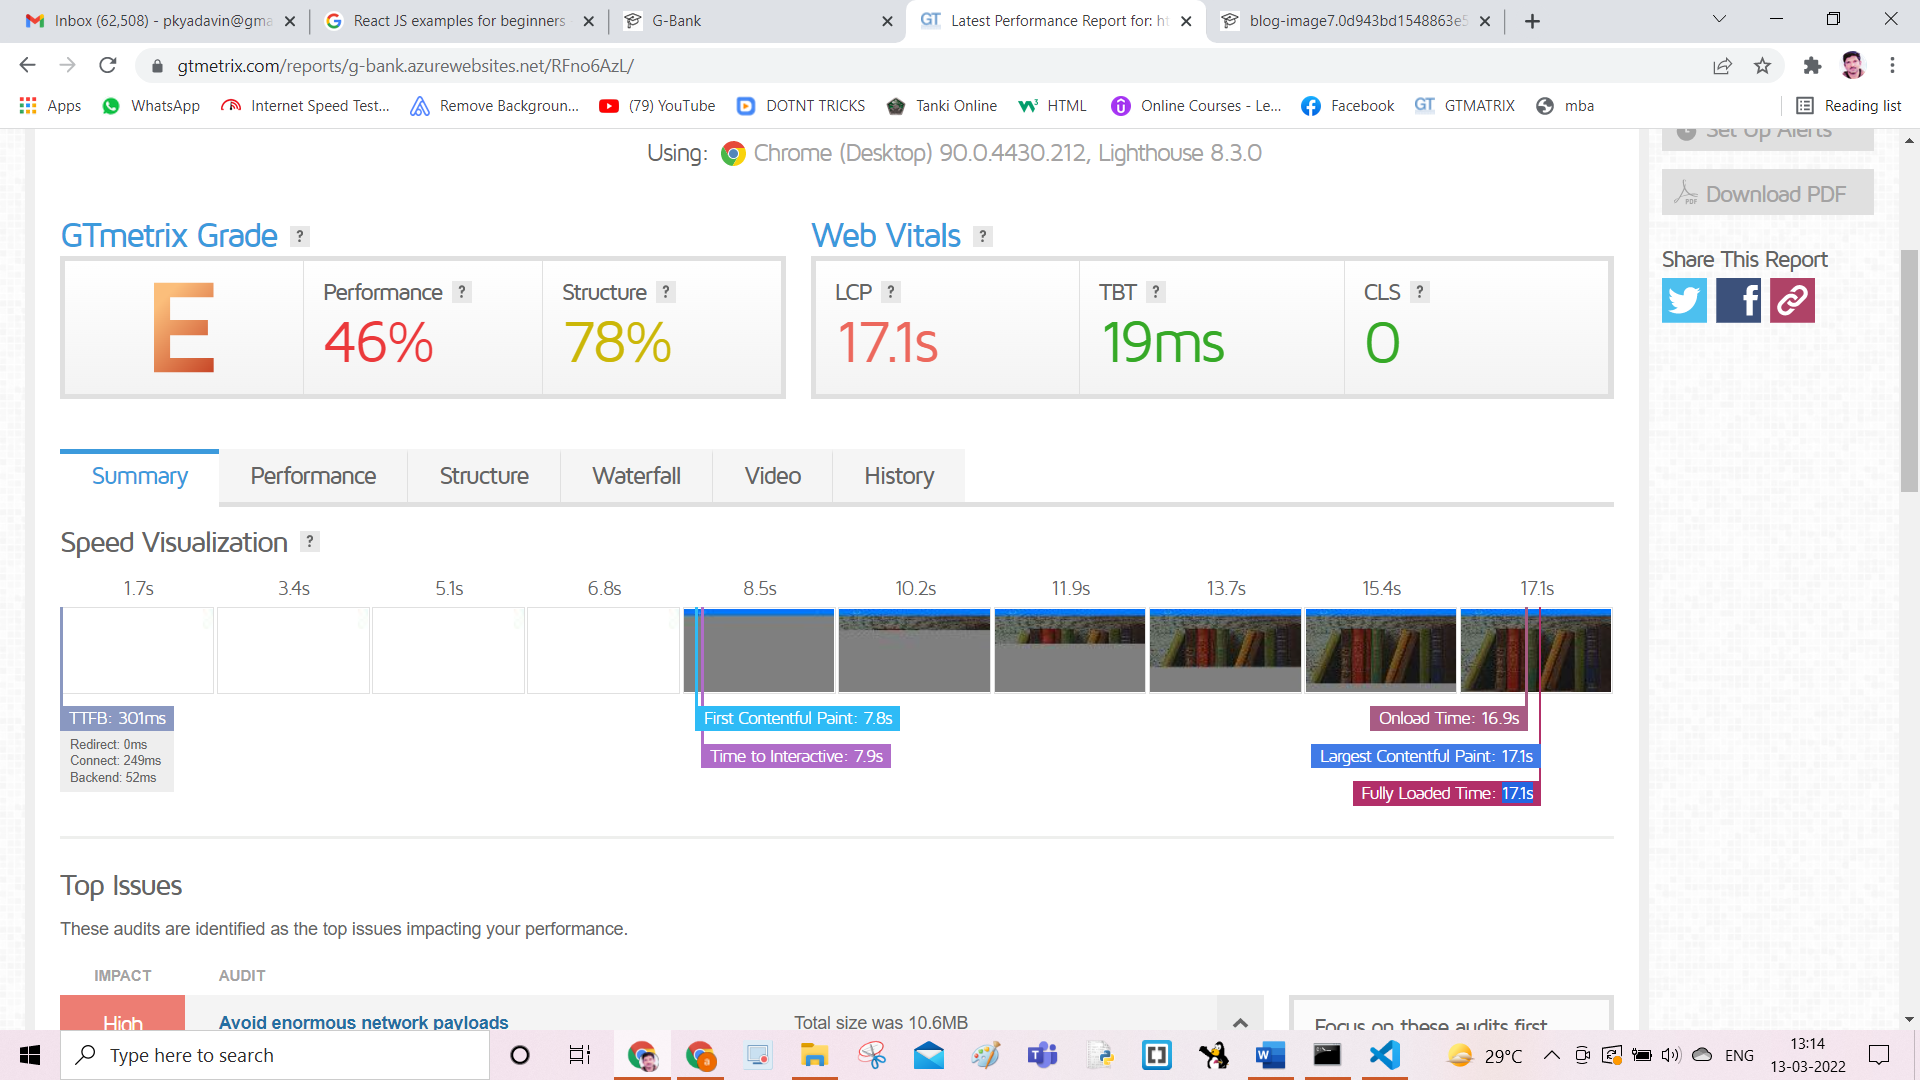 Inbox (62,508) - pkyadavin@gma
React JS examples for beginners
G-Bank
Latest Performance Report for: ht
blog-image7.0d943bd1548863e5
gtmetrix.com/reports/g-bank.azurewebsites.net/RFno6AzL/
Apps
WhatsApp
Internet Speed Test...
Remove Backgroun...
(79) YouTube
DOTNT TRICKS
Tanki Online
HTML
Online Courses - Le...
Facebook
GTMATRIX
mba
Reading list
Using: Chrome (Desktop) 90.0.4430.212, Lighthouse 8.3.0
Set Up Alerts
Download PDF
Share This Report
GTmetrix Grade ?
Web Vitals ?
E
Performance ?
46%
Structure ?
78%
LCP ?
17.1s
TBT ?
19ms
CLS ?
0
Summary
Performance
Structure
Waterfall
Video
History
Speed Visualization ?
1.7s
3.4s
5.1s
6.8s
8.5s
10.2s
11.9s
13.7s
15.4s
17.1s
TTFB: 301ms
Redirect: 0ms
Connect: 249ms
Backend: 52ms
First Contentful Paint: 7.8s
Time to Interactive: 7.9s
Onload Time: 16.9s
Largest Contentful Paint: 17.1s
Fully Loaded Time: 17.1s
Top Issues
These audits are identified as the top issues impacting your performance.
IMPACT
AUDIT
High
Avoid enormous network payloads
Total size was 10.6MB
Focus on these audits first
Type here to search
29°C
ENG
13:14
13-03-2022